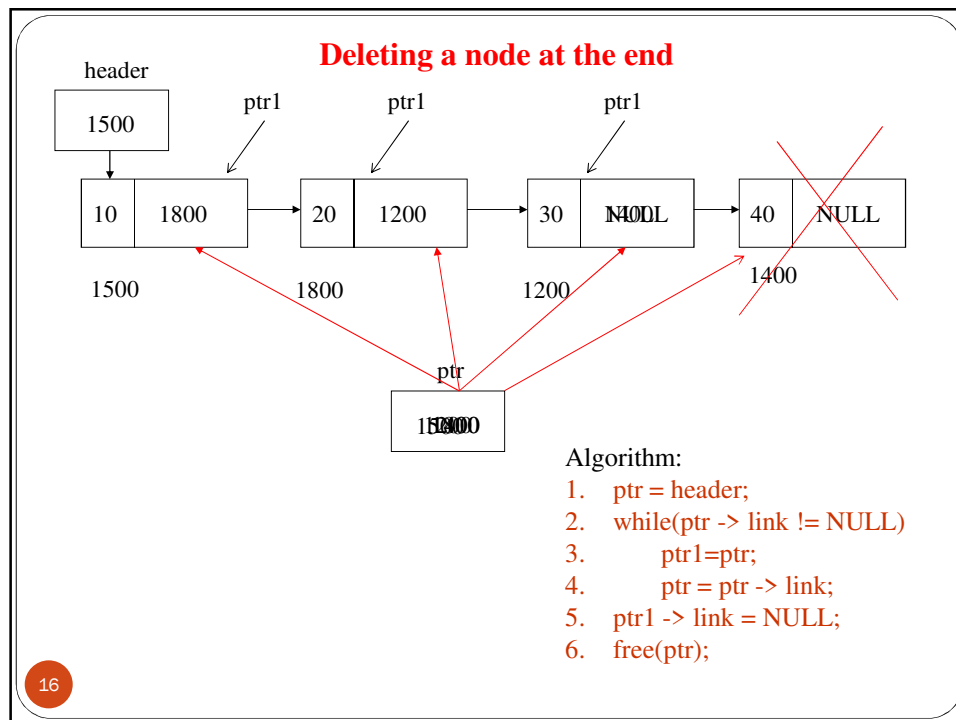 Deleting a node at the end
header
ptr1 ptr1 ptr1
1500
10 1800 20 1200 30 40 NULL
1500 1800 1200 1400
ptr
Algorithm:
1. ptr = header;
2. while(ptr -> link != NULL)
3. ptr1=ptr;
4. ptr = ptr -> link;
5. ptr1 -> link = NULL;
6. free(ptr);
16